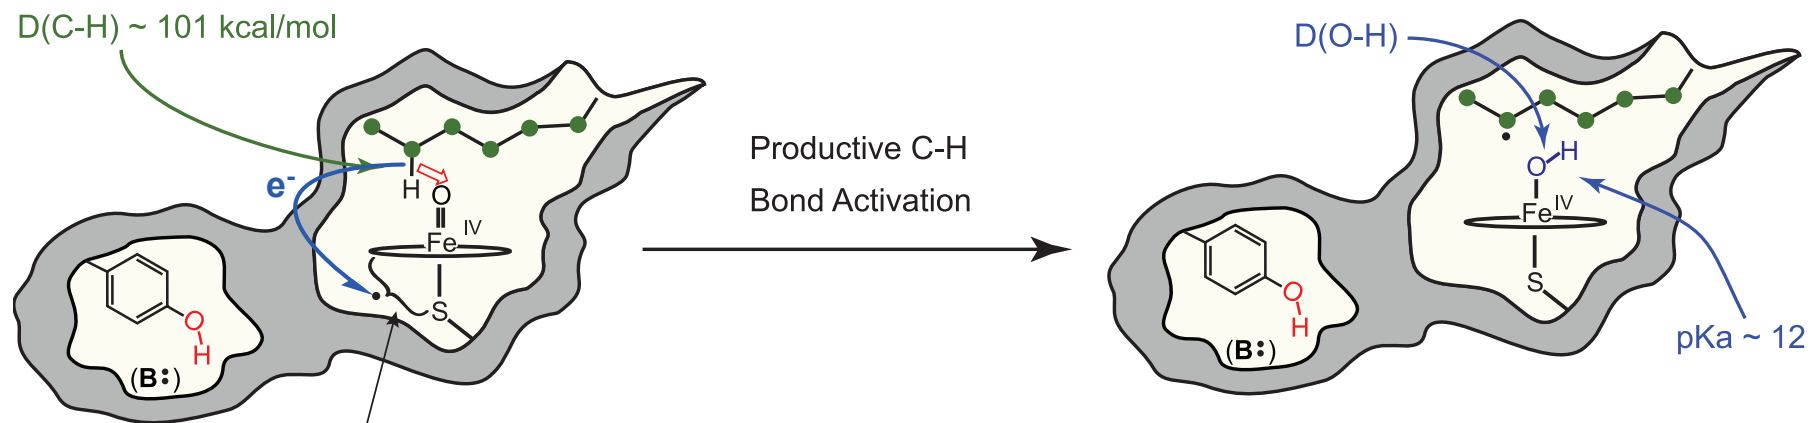 D(C-H) ~ 101 kcal/mol
e-
H
O
Fe IV
S
O
H
(B:)
Productive C-H
Bond Activation
D(O-H)
O H
Fe IV
S
O
H
(B:)
pKa ~ 12